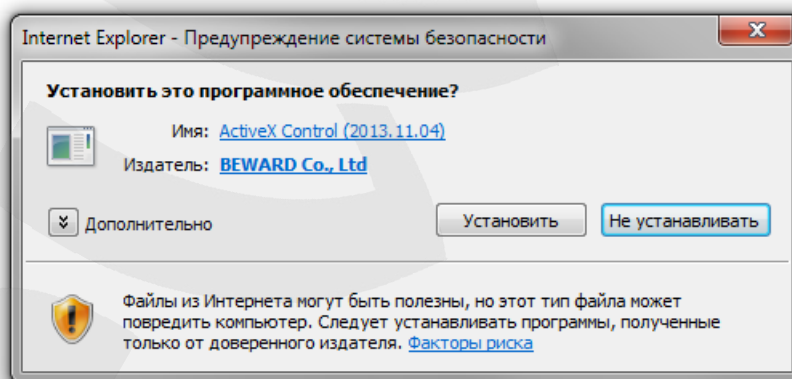 Internet Explorer - Предупреждение системы безопасности
Установить это программное обеспечение?
Имя: ActiveX Control (2013.11.04)
Издатель: BEWARD Co., Ltd
Дополнительно
Установить
Не устанавливать
Файлы из Интернета могут быть полезны, но этот тип файла может
повредить компьютер. Следует устанавливать программы, полученные
только от доверенного издателя. Факторы риска